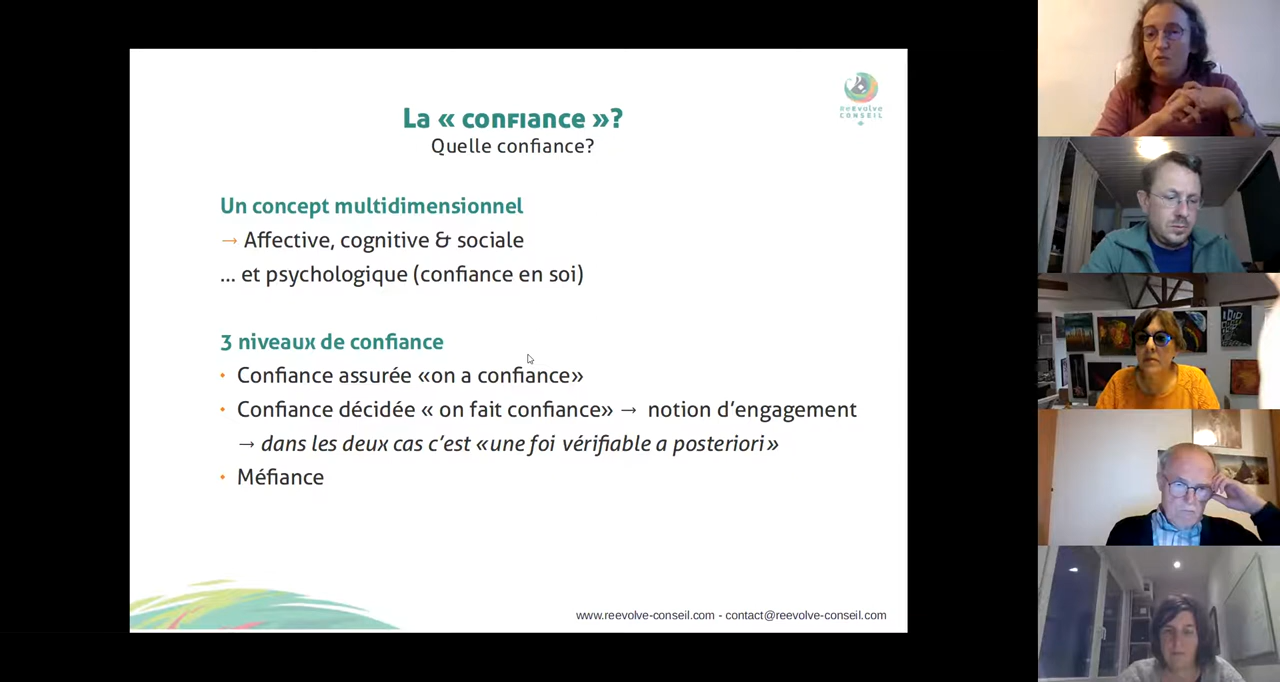 La « confiance »?
Quelle confiance?
ReEvolve
CONSEIL
Un concept multidimensionnel
→ Affective, cognitive & sociale
... et psychologique (confiance en soi)
3 niveaux de confiance
• Confiance assurée «on a confiance»
• Confiance décidée « on fait confiance» → notion d'engagement
→ dans les deux cas c'est «une foi vérifiable a posteriori»
• Méfiance
www.reevolve-conseil.com - contact@reevolve-conseil.com